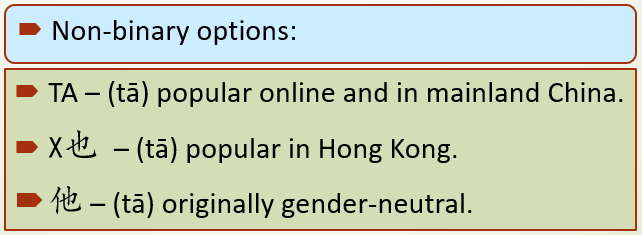 Non-binary options:
TA – (tā) popular online and in mainland China.
X也 – (tā) popular in Hong Kong.
他 – (tā) originally gender-neutral.